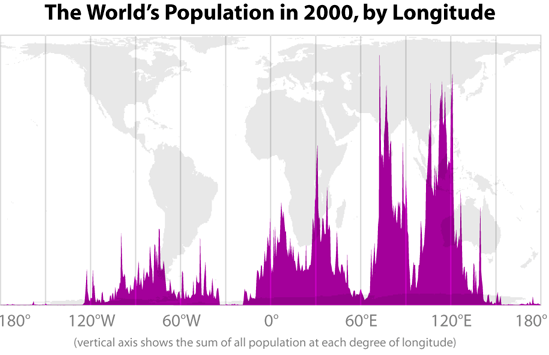 The World's Population in 2000, by Longitude
180° 120°W 60°W 0° 60°E 120°E 180°
(vertical axis shows the sum of all population at each degree of longitude)